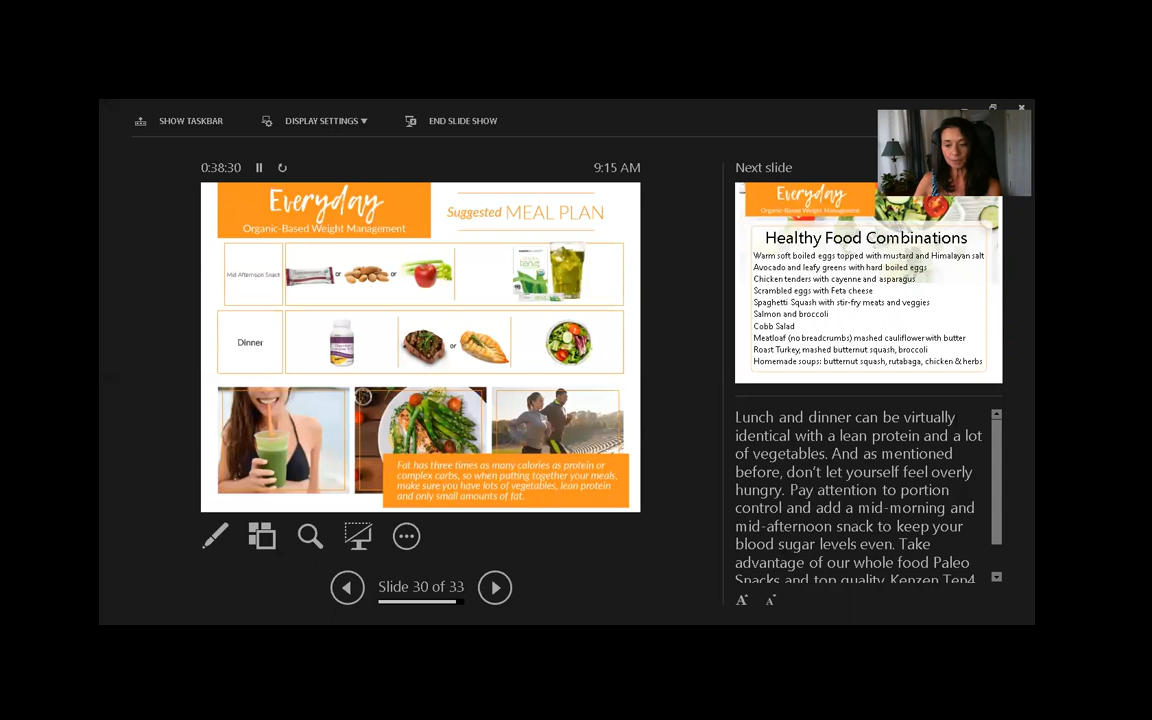 SHOW TASKBAR
DISPLAY SETTINGS ▼
END SLIDE SHOW
0:38:30
9:15 AM
Everyday
Organic-Based Weight Management
Suggested MEAL PLAN
Mid Afternoon Snack
or
or
Dinner
or
Fat has three times as many calories as protein or
complex carbs, so when putting together your meals,
make sure you have lots of vegetables, lean protein
and only small amounts of fat.
Slide 30 of 33
Next slide
Everyday
Organic-Based Weight Management
Healthy Food Combinations
Warm soft boiled eggs topped with mustard and Himalayan salt
Avocado and leafy greens with hard boiled eggs
Chicken tenders with cayenne and asparagus
Scrambled eggs with Feta cheese
Spaghetti Squash with stir-fry meats and veggies
Salmon and broccoli
Cobb Salad
Meatloaf (no breadcrumbs) mashed cauliflower with butter
Roast Turkey, mashed butternut squash, broccoli
Homemade soups: butternut squash, rutabaga, chicken & herbs
Lunch and dinner can be virtually
identical with a lean protein and a lot
of vegetables. And as mentioned
before, don't let yourself feel overly
hungry. Pay attention to portion
control and add a mid-morning and
mid-afternoon snack to keep your
blood sugar levels even. Take
advantage of our whole food Paleo
Snacks and top quality Kenzen Ten4
A
A